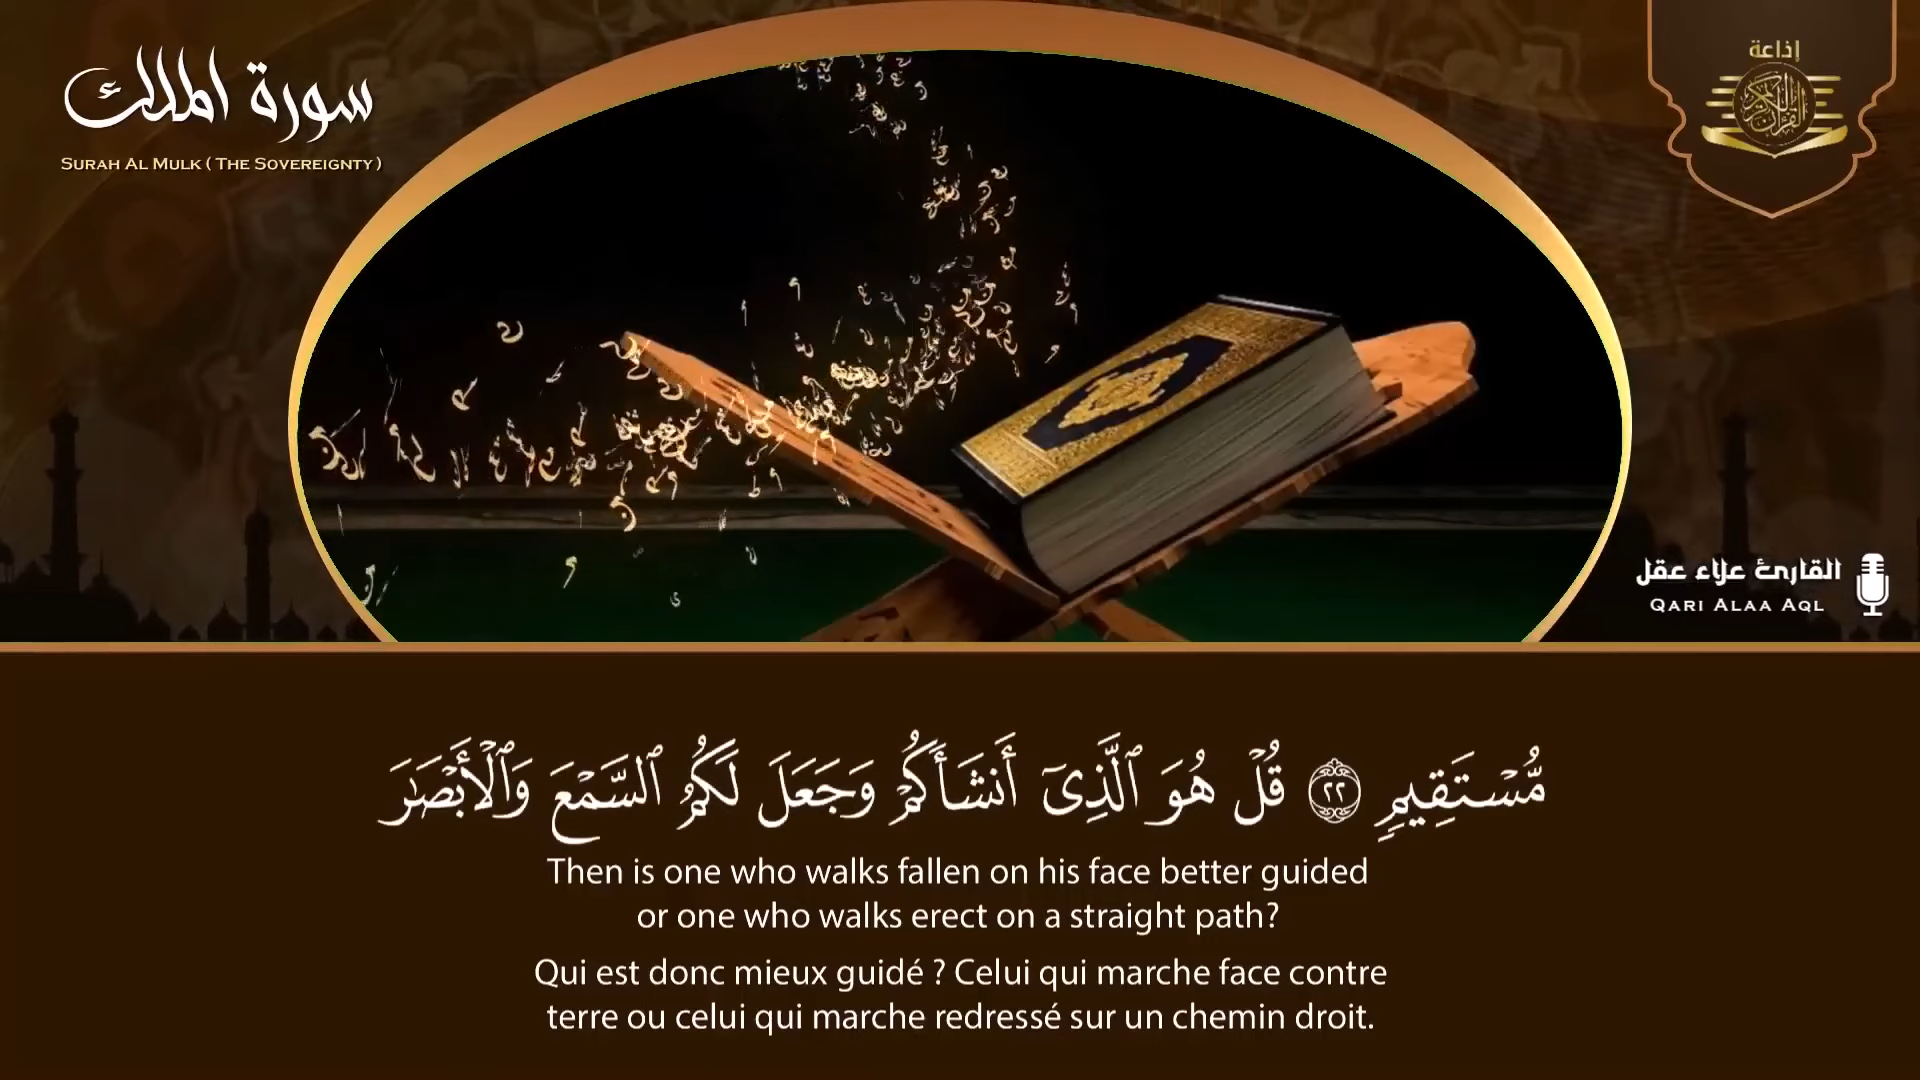 سورة الملك
SURAH AL MULK ( THE SOVEREIGNTY )
إذاعة
القرآن الكريم
القارئ علاء عقل
QARI ALAA AQL
مُّسْتَقِيمٍ ٢٢ قُلْ هُوَ ٱلَّذِىٓ أَنشَأَكُمْ وَجَعَلَ لَكُمُ ٱلسَّمْعَ وَٱلْأَبْصَٰرَ
Then is one who walks fallen on his face better guided
or one who walks erect on a straight path?
Qui est donc mieux guidé ? Celui qui marche face contre
terre ou celui qui marche redressé sur un chemin droit.